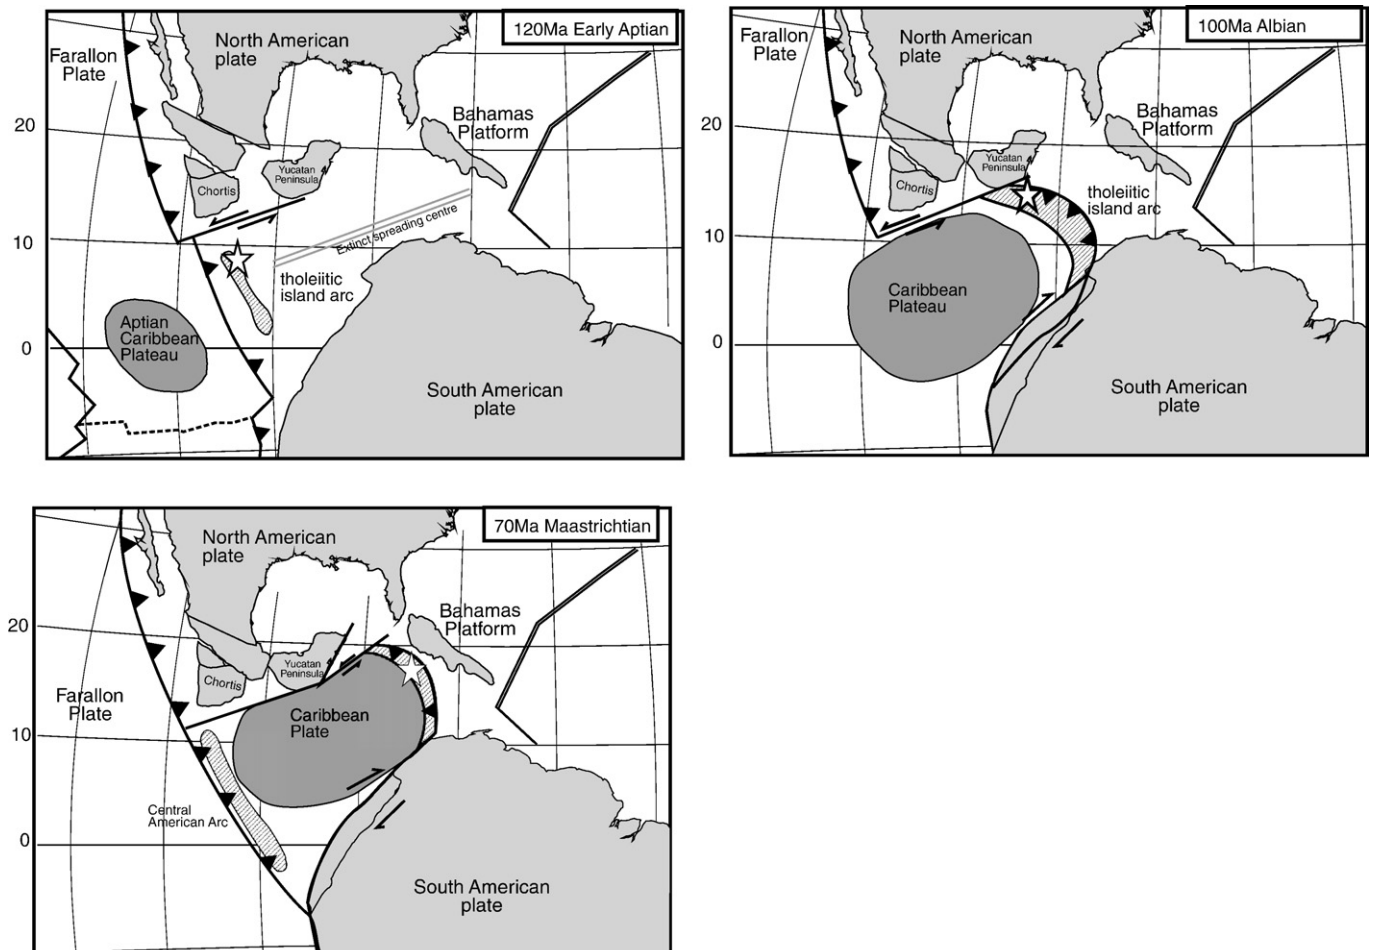 120Ma Early Aptian
Farallon
Plate
North American
plate
Bahamas
Platform
20
Yucatan
Peninsula
Chortis
Extinct spreading centre
10
tholeiitic
island arc
Aptian
Caribbean
Plateau
0
South American
plate
100Ma Albian
Farallon
Plate
North American
plate
Bahamas
Platform
20
Yucatan
Peninsula
Chortis
tholeiitic
island arc
10
Caribbean
Plateau
0
South American
plate
70Ma Maastrichtian
North American
plate
Bahamas
Platform
20
Yucatan
Peninsula
Chortis
Farallon
Plate
Caribbean
Plate
10
Central
American Arc
0
South American
plate